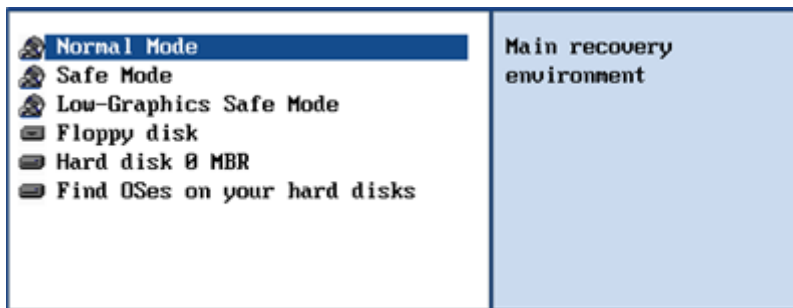 Normal Mode
Safe Mode
Low-Graphics Safe Mode
Floppy disk
Hard disk 0 MBR
Find OSes on your hard disks
Main recovery
environment